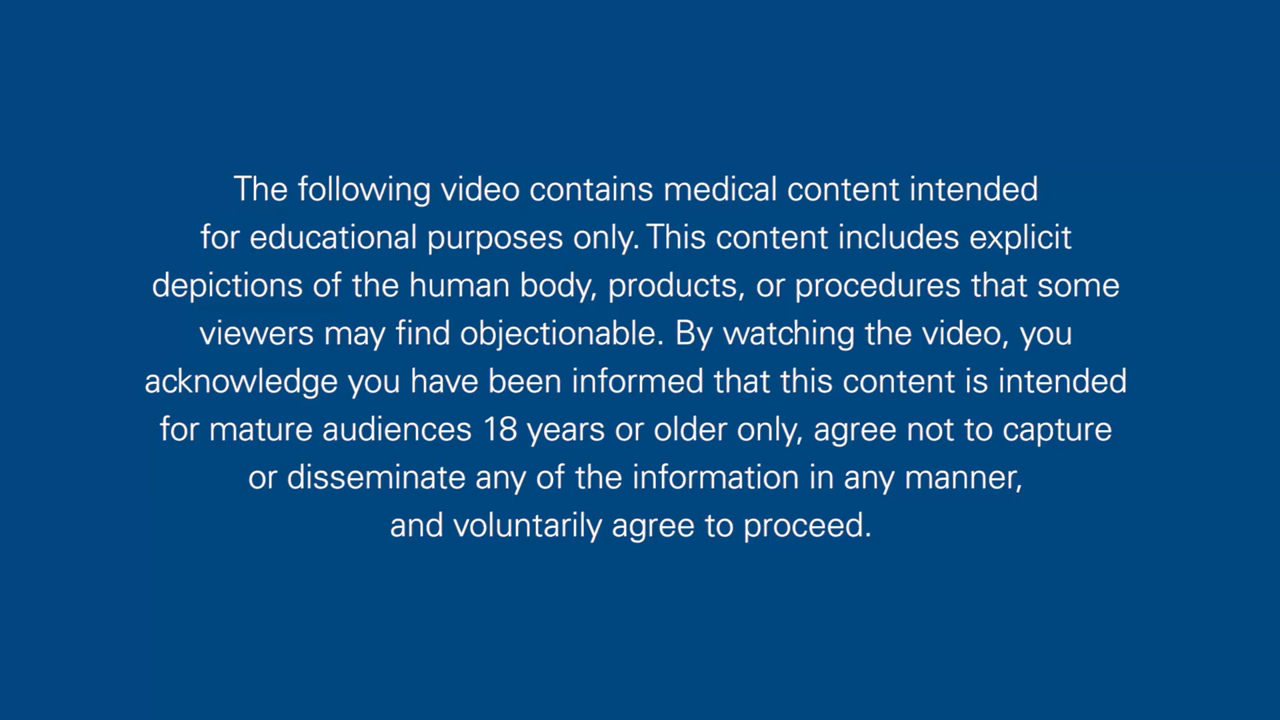 The following video contains medical content intended
for educational purposes only. This content includes explicit
depictions of the human body, products, or procedures that some
viewers may find objectionable. By watching the video, you
acknowledge you have been informed that this content is intended
for mature audiences 18 years or older only, agree not to capture
or disseminate any of the information in any manner,
and voluntarily agree to proceed.